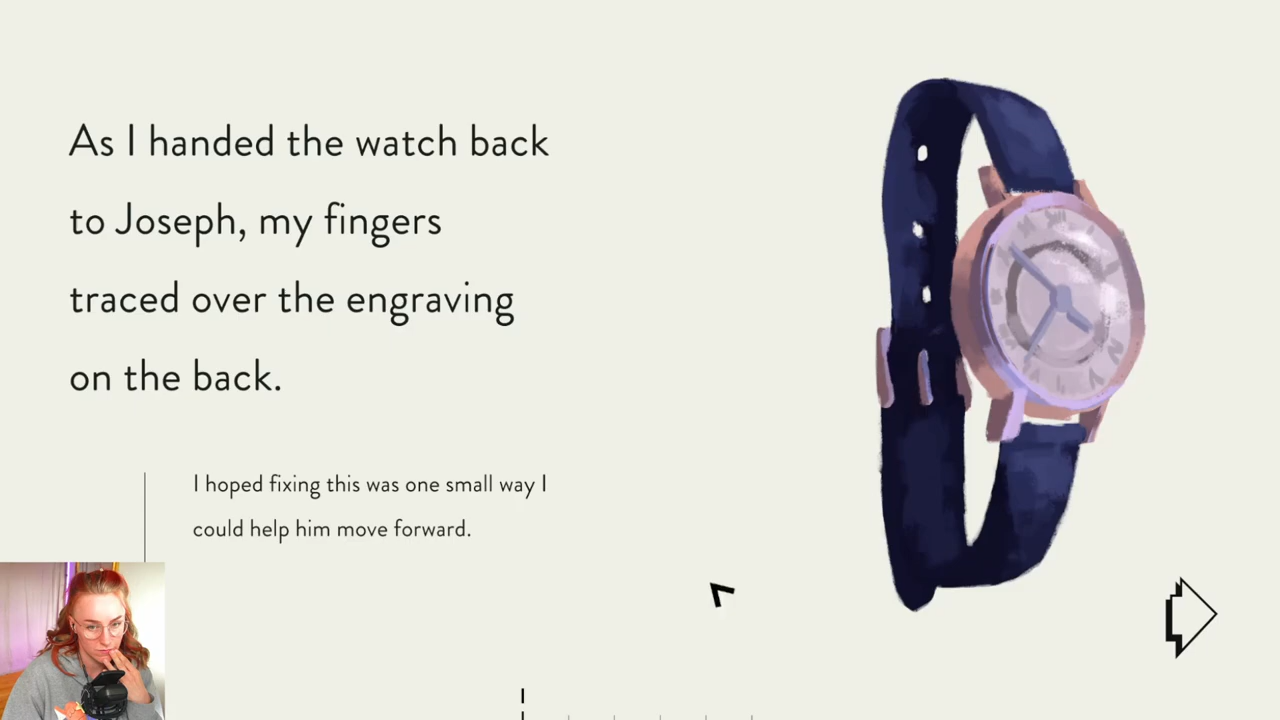 As I handed the watch back
to Joseph, my fingers
traced over the engraving
on the back.
I hoped fixing this was one small way I
could help him move forward.